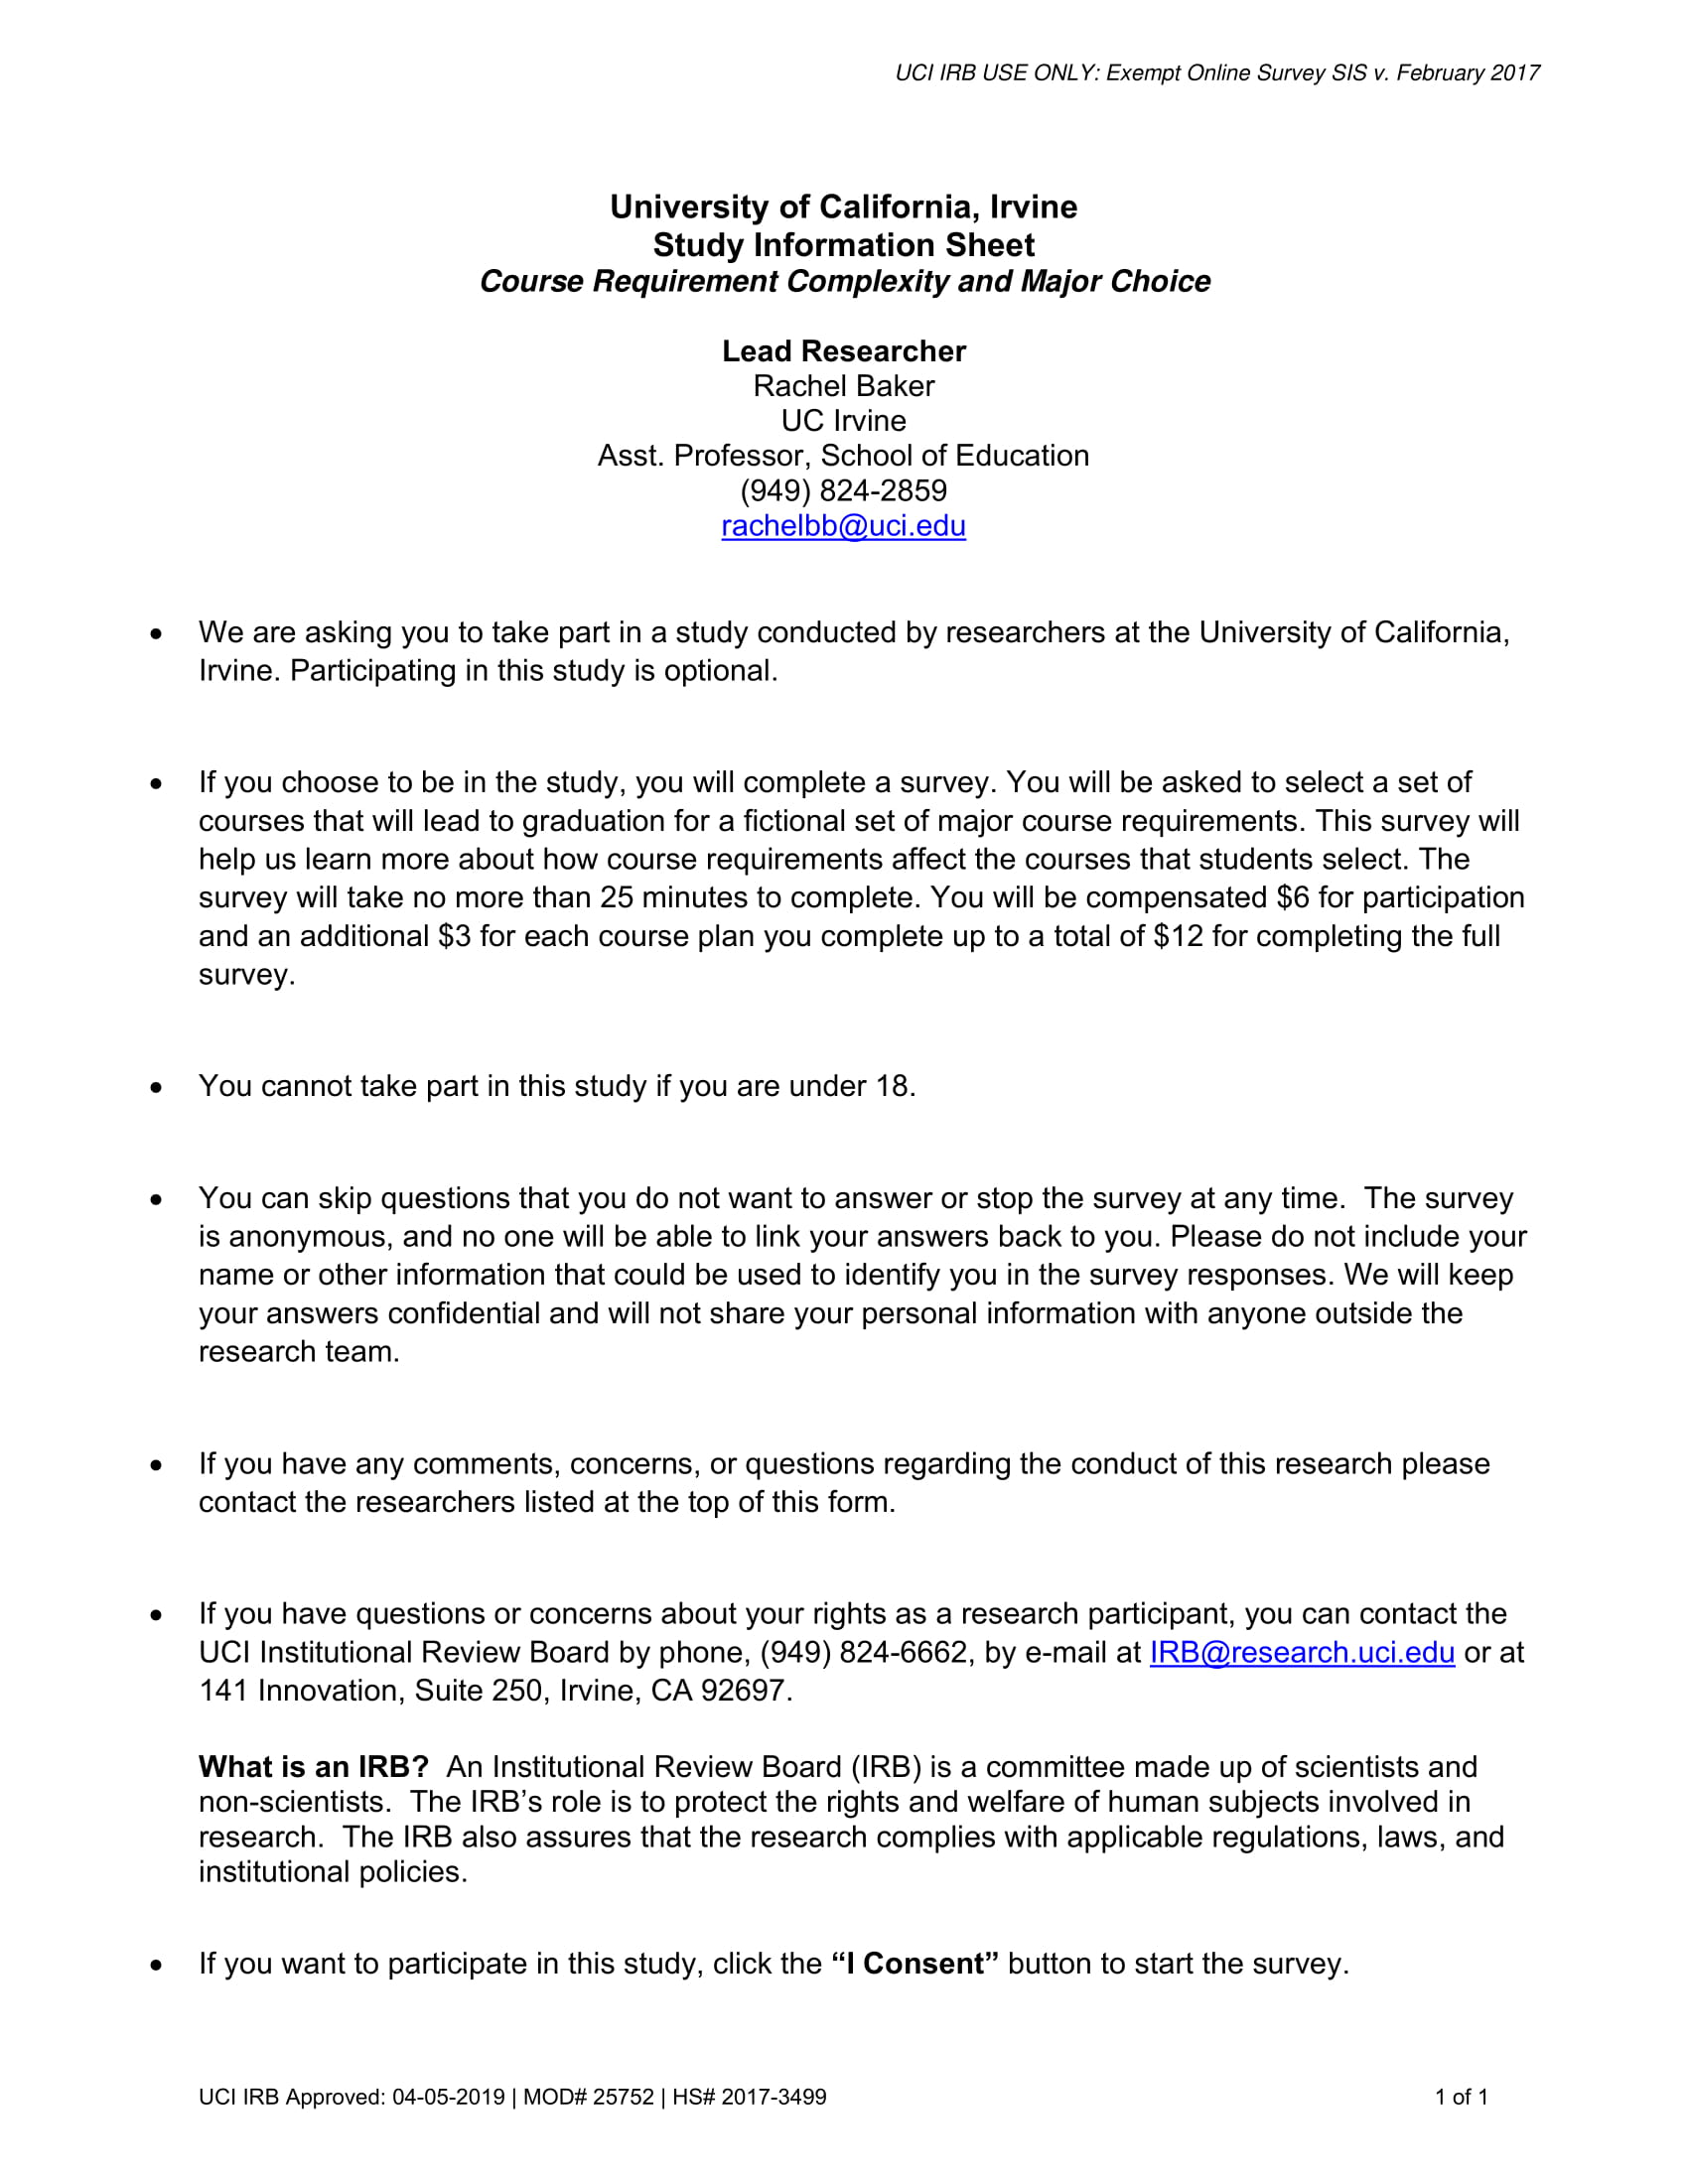 UCI IRB USE ONLY: Exempt Online Survey SIS v. February 2017
University of California, Irvine
Study Information Sheet
Course Requirement Complexity and Major Choice
Lead Researcher
Rachel Baker
UC Irvine
Asst. Professor, School of Education
(949) 824-2859
rachelbb@uci.edu
• We are asking you to take part in a study conducted by researchers at the University of California,
Irvine. Participating in this study is optional.
• If you choose to be in the study, you will complete a survey. You will be asked to select a set of
courses that will lead to graduation for a fictional set of major course requirements. This survey will
help us learn more about how course requirements affect the courses that students select. The
survey will take no more than 25 minutes to complete. You will be compensated $6 for participation
and an additional $3 for each course plan you complete up to a total of $12 for completing the full
survey.
• You cannot take part in this study if you are under 18.
• You can skip questions that you do not want to answer or stop the survey at any time.  The survey
is anonymous, and no one will be able to link your answers back to you. Please do not include your
name or other information that could be used to identify you in the survey responses. We will keep
your answers confidential and will not share your personal information with anyone outside the
research team.
• If you have any comments, concerns, or questions regarding the conduct of this research please
contact the researchers listed at the top of this form.
• If you have questions or concerns about your rights as a research participant, you can contact the
UCI Institutional Review Board by phone, (949) 824-6662, by e-mail at IRB@research.uci.edu or at
141 Innovation, Suite 250, Irvine, CA 92697.
What is an IRB?  An Institutional Review Board (IRB) is a committee made up of scientists and
non-scientists.  The IRB’s role is to protect the rights and welfare of human subjects involved in
research.  The IRB also assures that the research complies with applicable regulations, laws, and
institutional policies.
• If you want to participate in this study, click the “I Consent” button to start the survey.
UCI IRB Approved: 04-05-2019 | MOD# 25752 | HS# 2017-3499 1 of 1